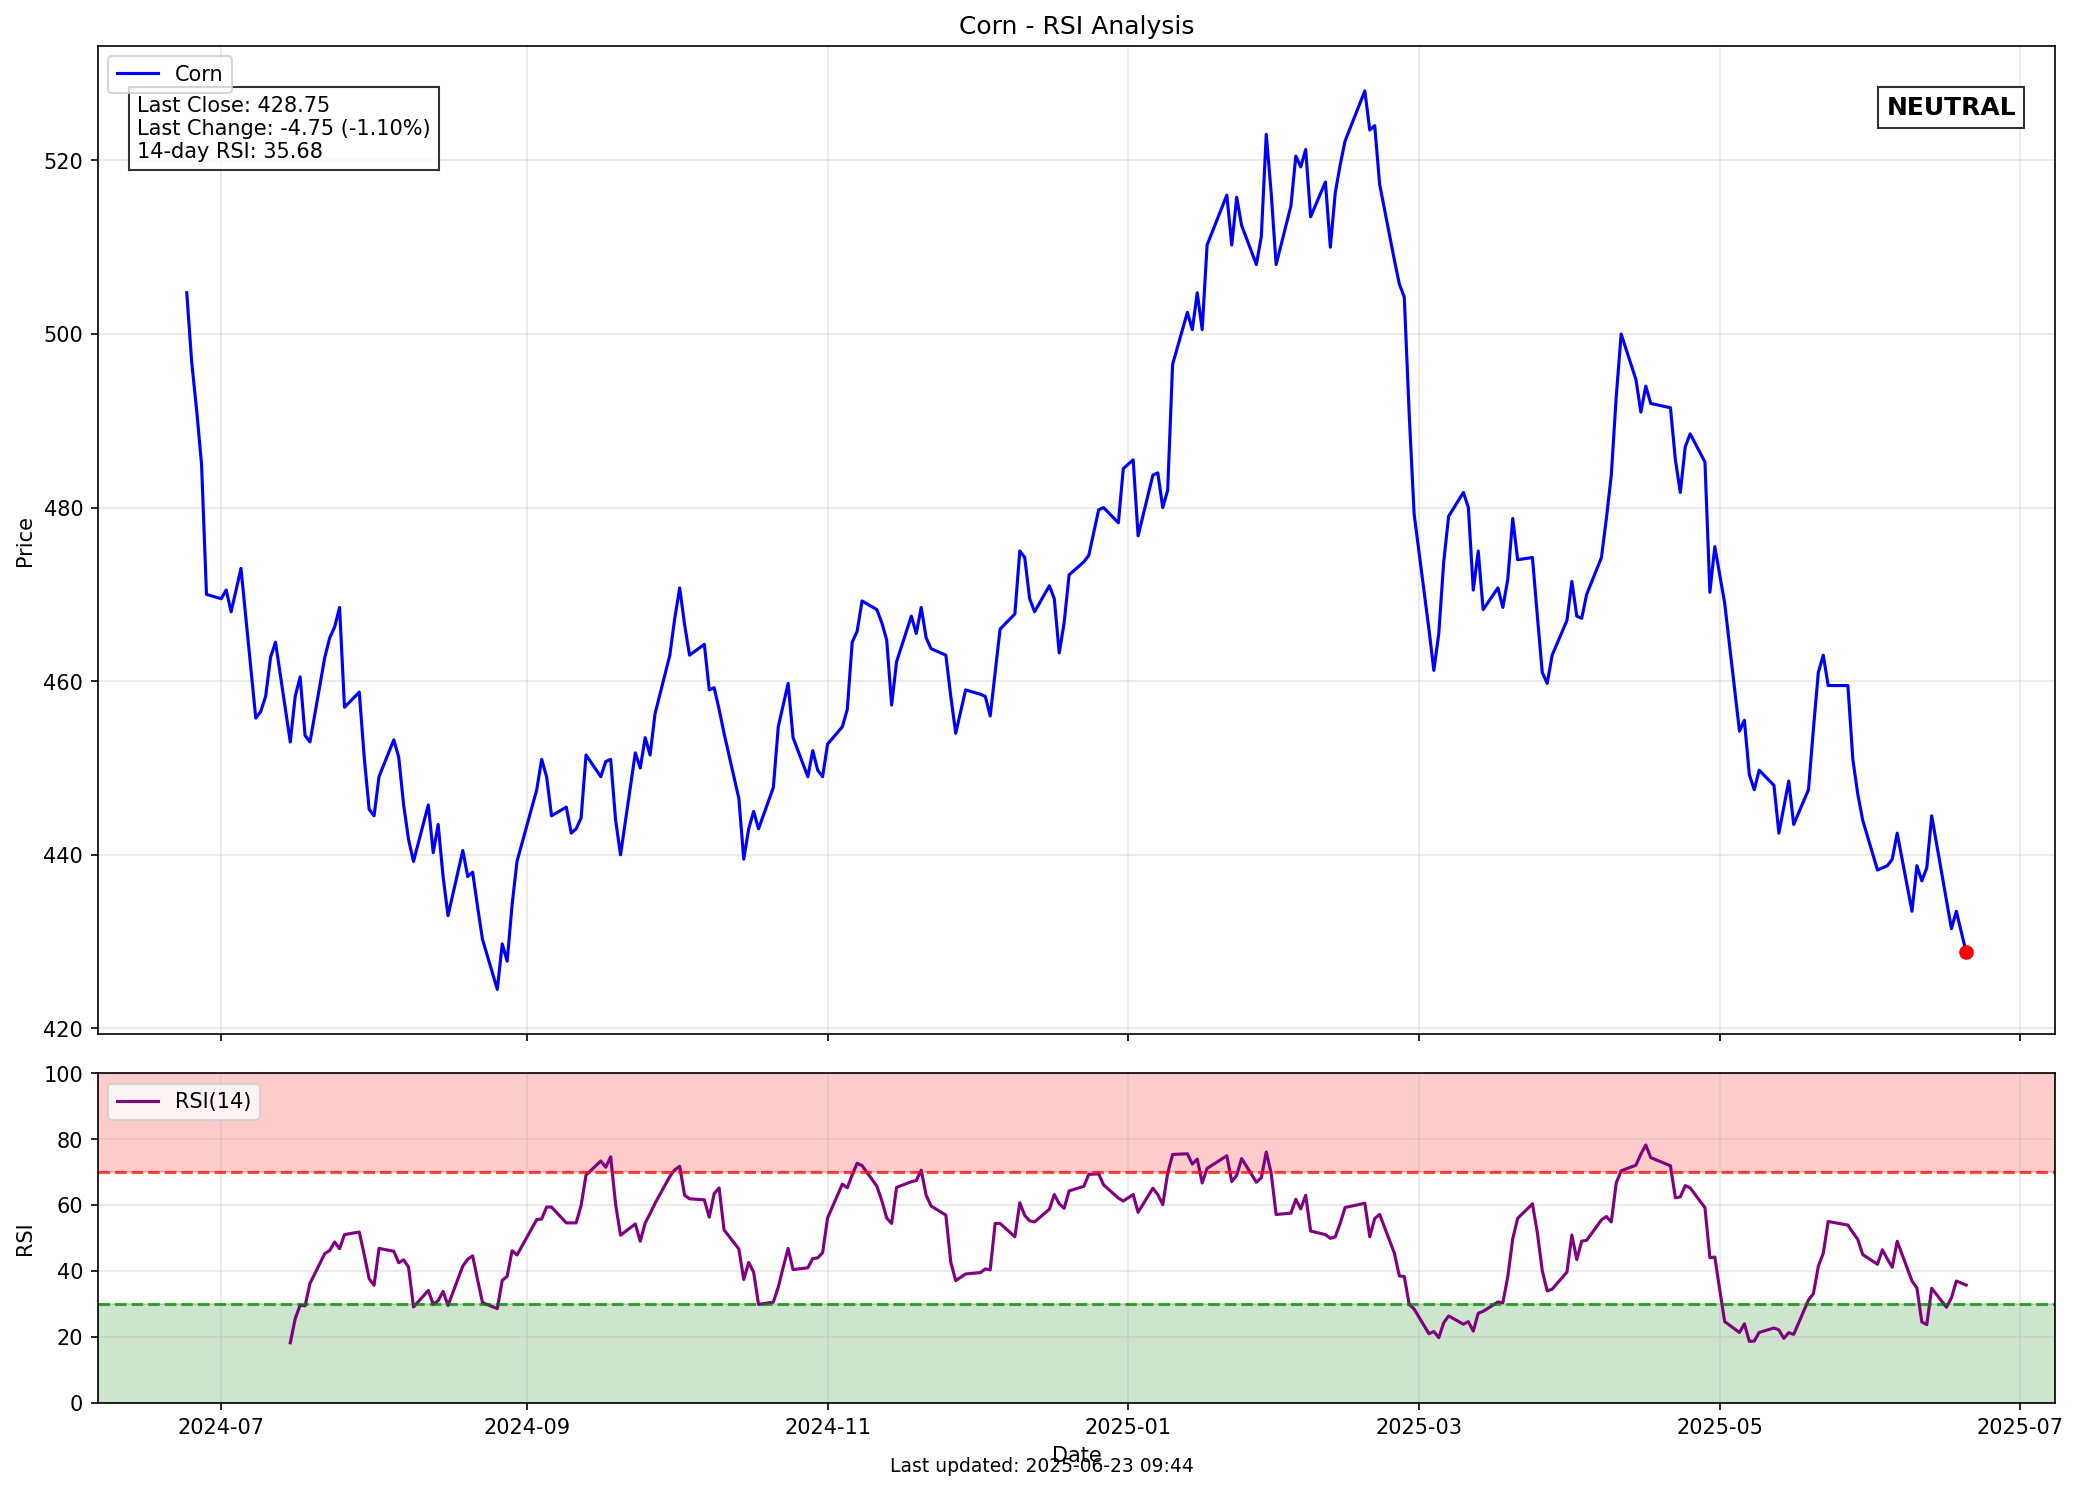 Corn - RSI Analysis
Corn
Last Close: 428.75
Last Change: -4.75 (-1.10%)
14-day RSI: 35.68
NEUTRAL
Price
520
500
480
460
440
420
RSI(14)
RSI
100
80
60
40
20
0
2024-07
2024-09
2024-11
2025-01
2025-03
2025-05
2025-07
Date
Last updated: 2025-06-23 09:44